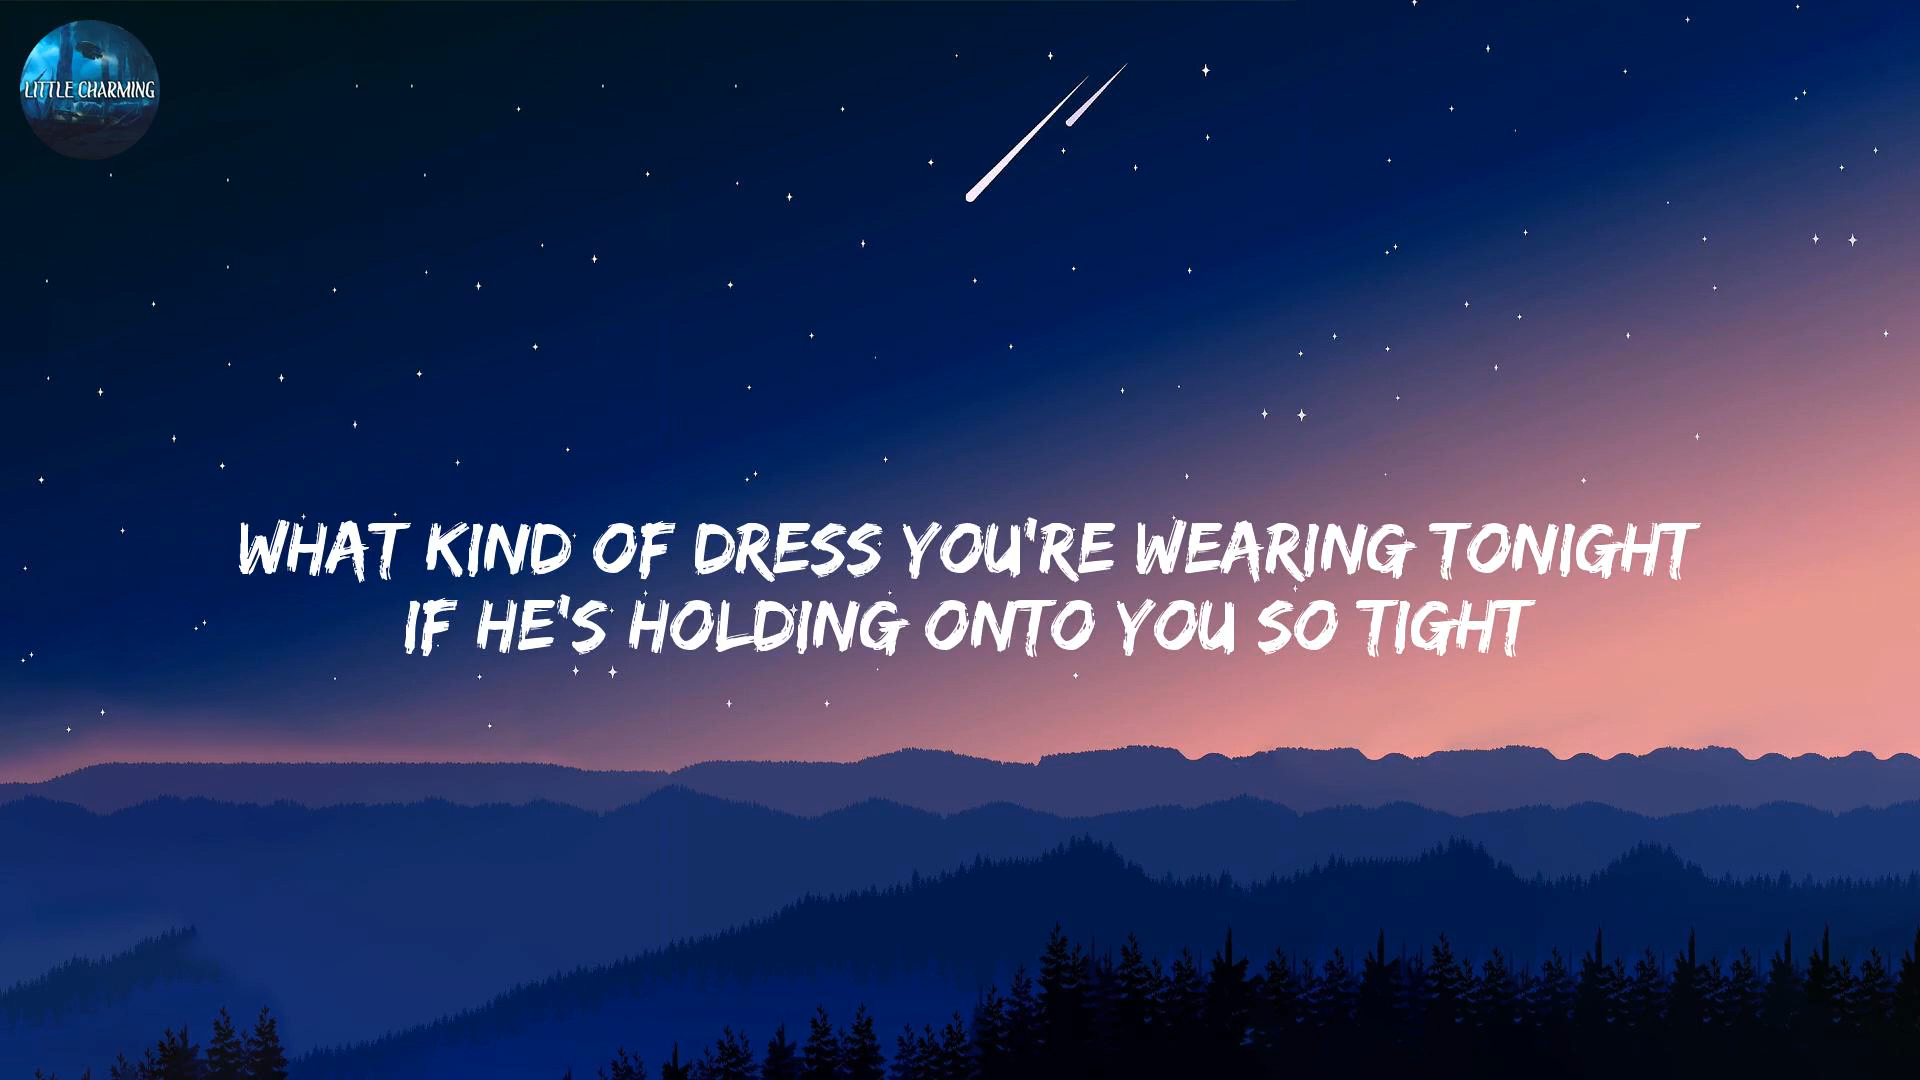 LITTLE CHARMING
WHAT KIND OF DRESS YOU'RE WEARING TONIGHT
IF HE'S HOLDING ONTO YOU SO TIGHT